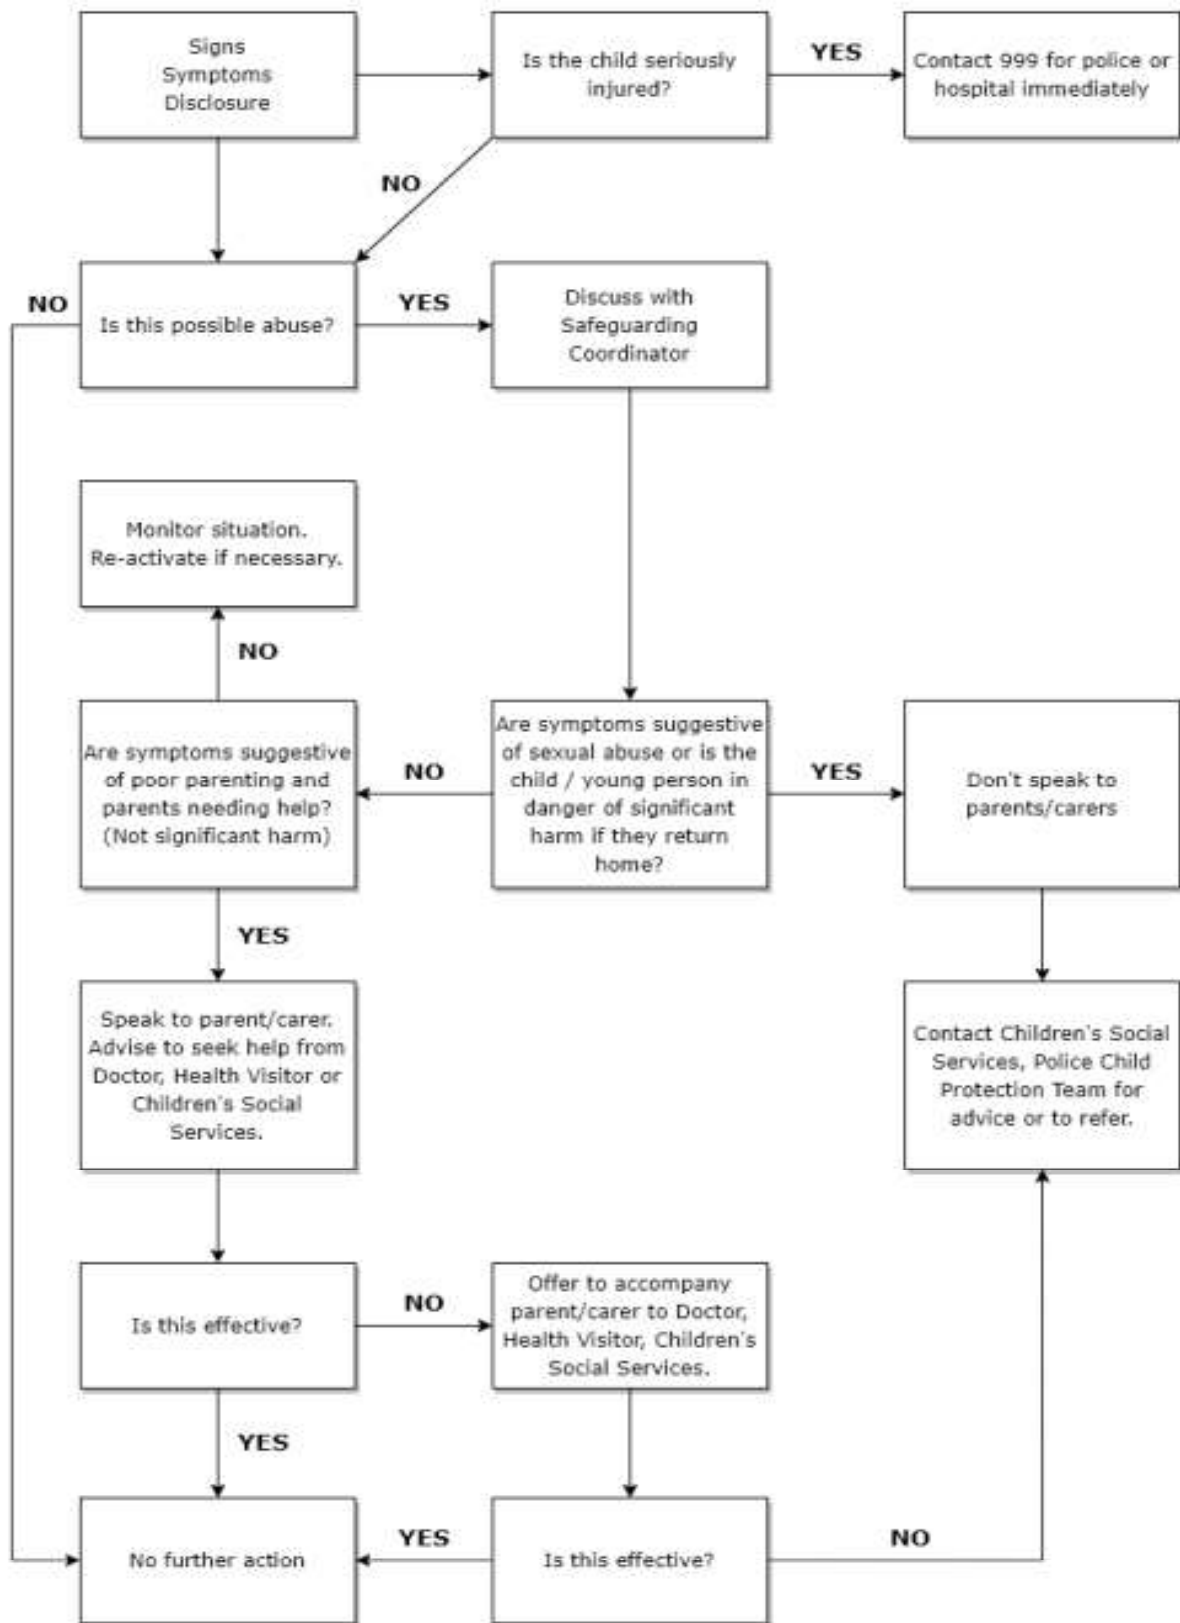 Signs
Symptoms
Disclosure
Is the child seriously
injured?
YES
Contact 999 for police or
hospital immediately
NO
NO
Is this possible abuse?
YES
Discuss with
Safeguarding
Coordinator
Monitor situation.
Re-activate if necessary.
NO
Are symptoms suggestive
of poor parenting and
parents needing help?
(Not significant harm)
NO
Are symptoms suggestive
of sexual abuse or is the
child / young person in
danger of significant
harm if they return
home?
YES
Don't speak to
parents/carers
YES
Speak to parent/carer.
Advise to seek help from
Doctor, Health Visitor or
Children's Social
Services.
Contact Children's Social
Services, Police Child
Protection Team for
advice or to refer.
Is this effective?
NO
Offer to accompany
parent/carer to Doctor,
Health Visitor, Children's
Social Services.
YES
No further action
YES
Is this effective?
NO